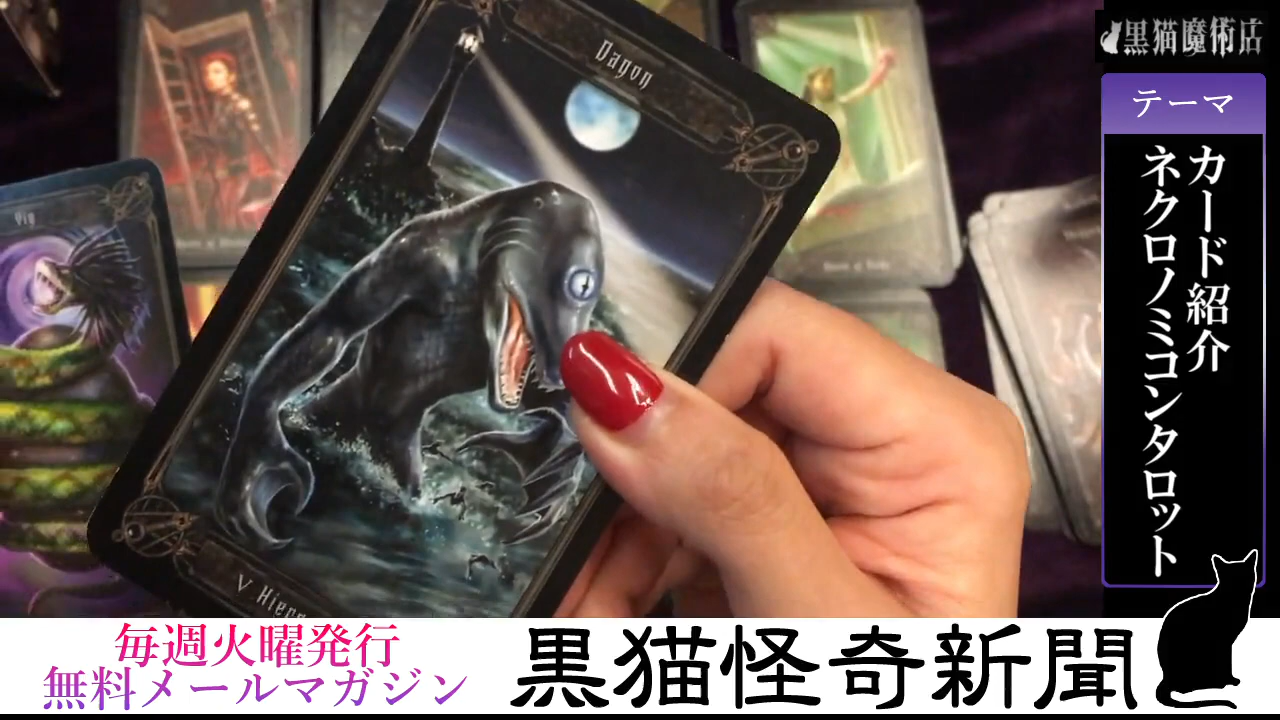 Dagon
Yig
黒猫魔術店
テーマ
カード紹介
ネクロノミコンタロット
毎週火曜発行
無料メールマガジン
黒猫怪奇新聞